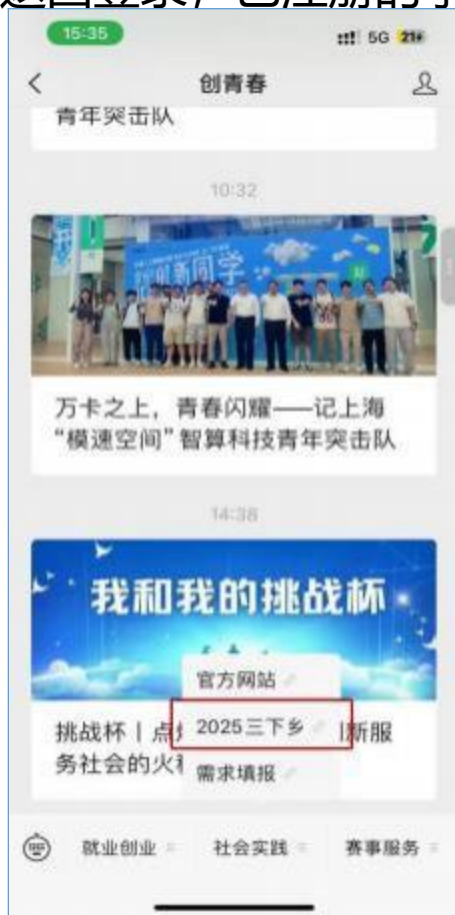 15:35
5G
创青春
青年突击队
10:32
万卡之上，青春闪耀——记上海
“模速空间”智算科技青年突击队
14:38
我和我的挑战杯
官方网站
2025三下乡
需求填报
挑战杯丨点
新服
务社会的火
就业创业
社会实践
赛事服务